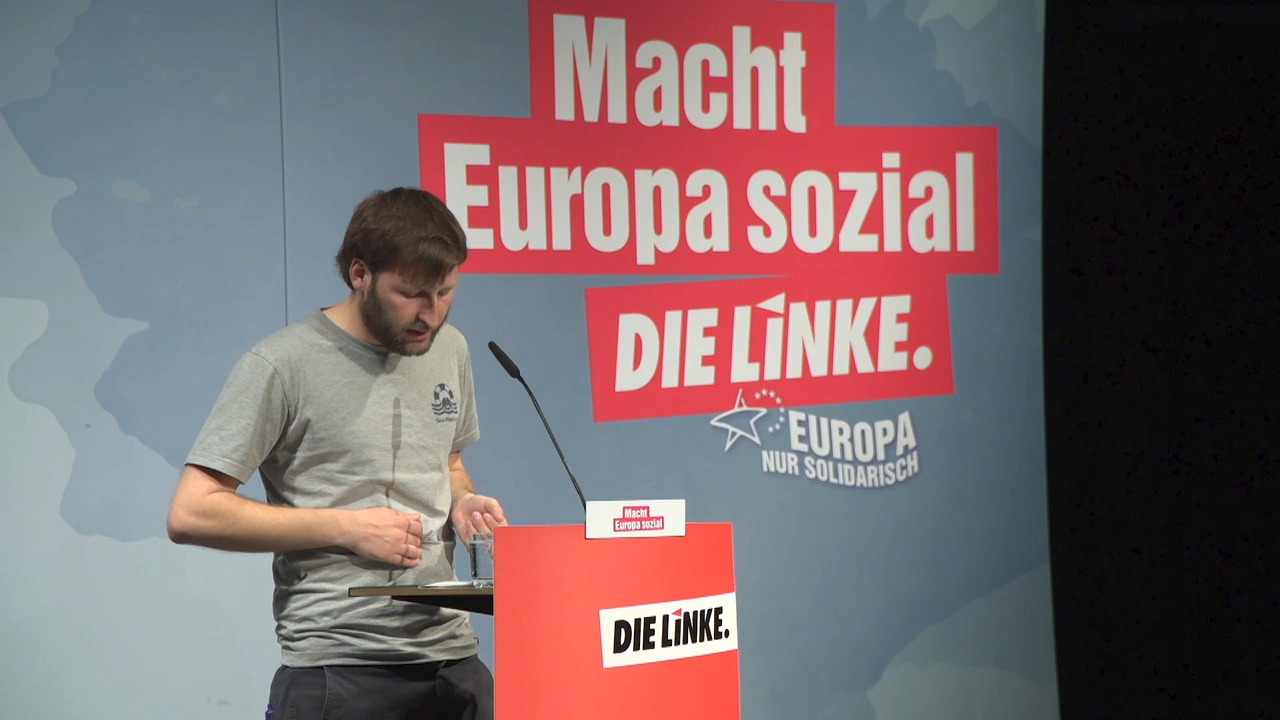 Macht
Europa sozial
DIE LINKE.
EUROPA
NUR SOLIDARISCH
Macht
Europa sozial
DIE LINKE.